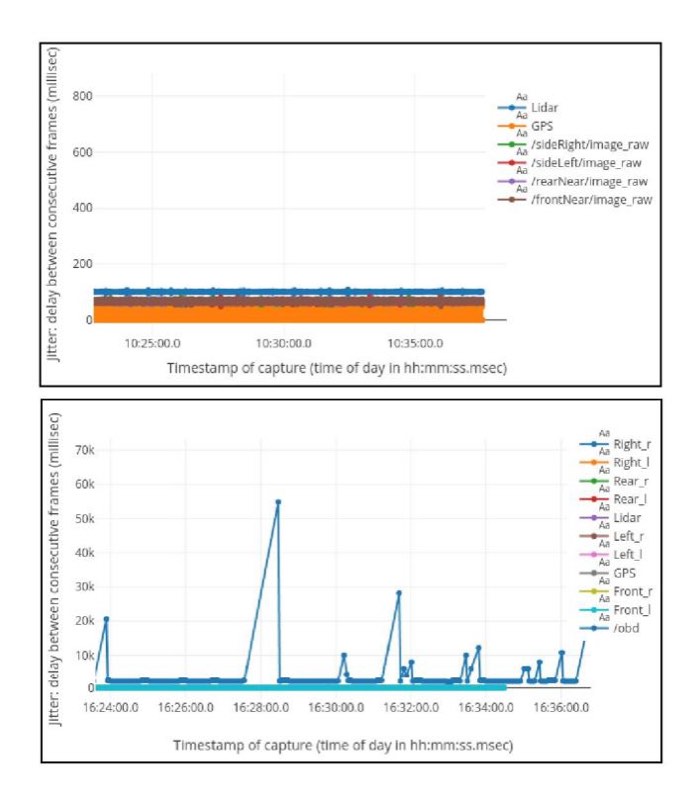 Jitter: delay between consecutive frames (millisec)
800
600
400
200
0
10:25:00.0
10:30:00.0
10:35:00.0
Timestamp of capture (time of day in hh:mm:ss.msec)
Aa
Lidar
Aa
GPS
Aa
/sideRight/image_raw
Aa
/sideLeft/image_raw
Aa
/rearNear/image_raw
Aa
/frontNear/image_raw
Jitter: delay between consecutive frames (millisec)
70k
60k
50k
40k
30k
20k
10k
0
16:24:00.0
16:26:00.0
16:28:00.0
16:30:00.0
16:32:00.0
16:34:00.0
16:36:00.0
Timestamp of capture (time of day in hh:mm:ss.msec)
Aa
Right_r
Aa
Right_l
Aa
Rear_r
Aa
Rear_l
Aa
Lidar
Aa
Left_r
Aa
Left_l
Aa
GPS
Aa
Front_r
Aa
Front_l
Aa
/obd